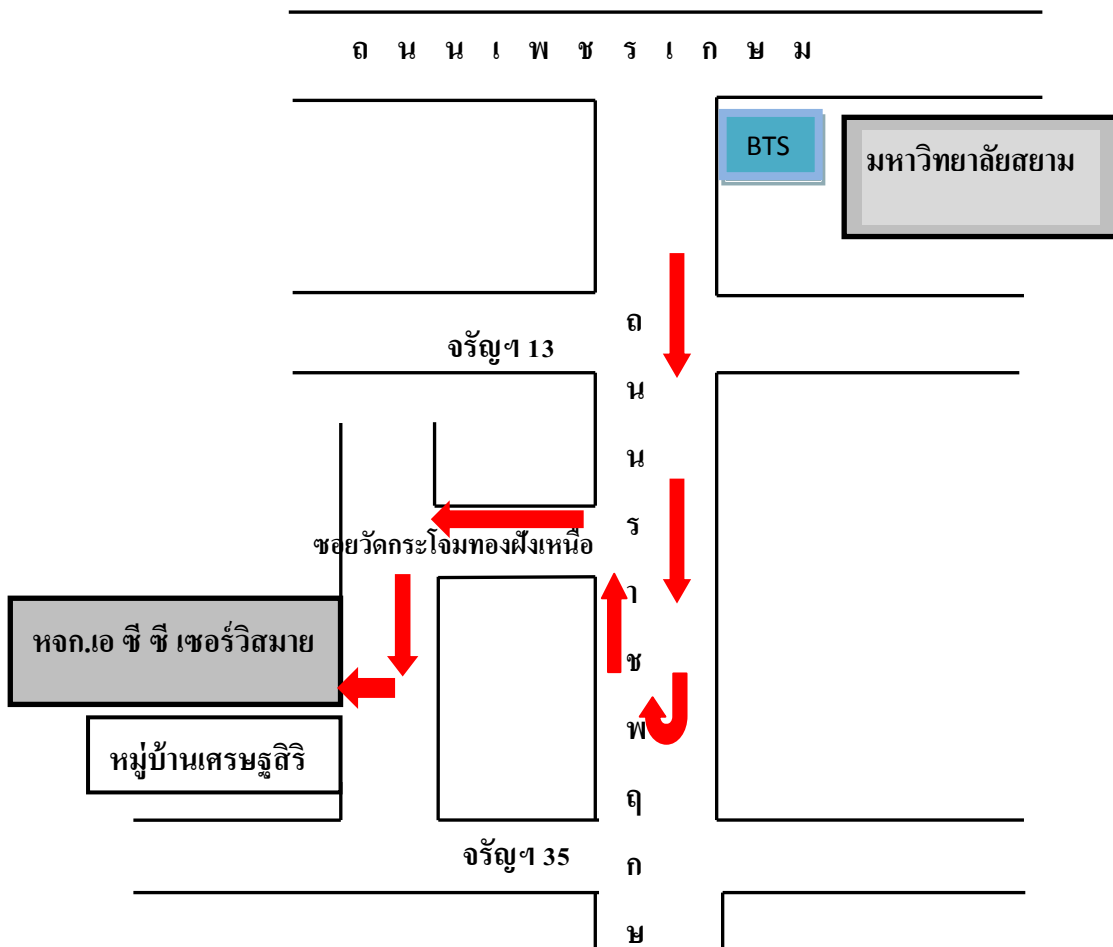 ถ น น เ พ ช ร เ ก ษ ม
BTS
มหาวิทยาลัยสยาม
จรัญฯ 13
ถ
น
น
ร
า
ช
พ
ฤ
ก
ษ
ซอยวัดกระโจมทองฝั่งเหนือ
หจก.เอ ซี ซี เซอร์วิสมาย
หมู่บ้านเศรษฐสิริ
จรัญฯ 35